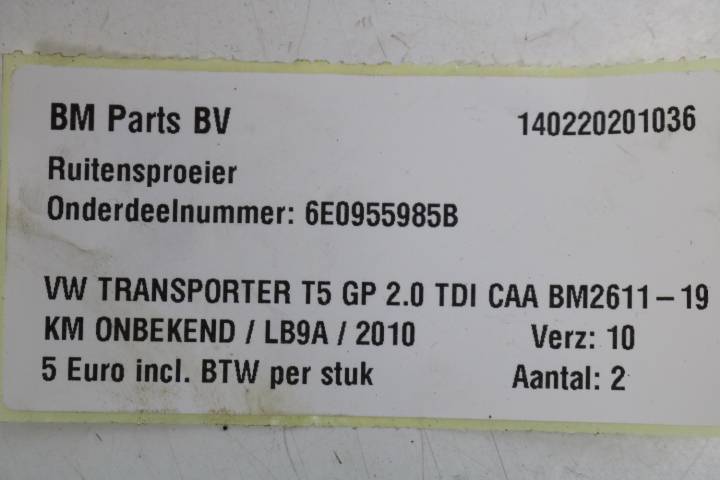 BM Parts BV 140220201036
Ruitensproeier
Onderdeelnummer: 6E0955985B
VW TRANSPORTER T5 GP 2.0 TDI CAA BM2611-19
KM ONBEKEND / LB9A / 2010 Verz: 10
5 Euro incl. BTW per stuk Aantal: 2